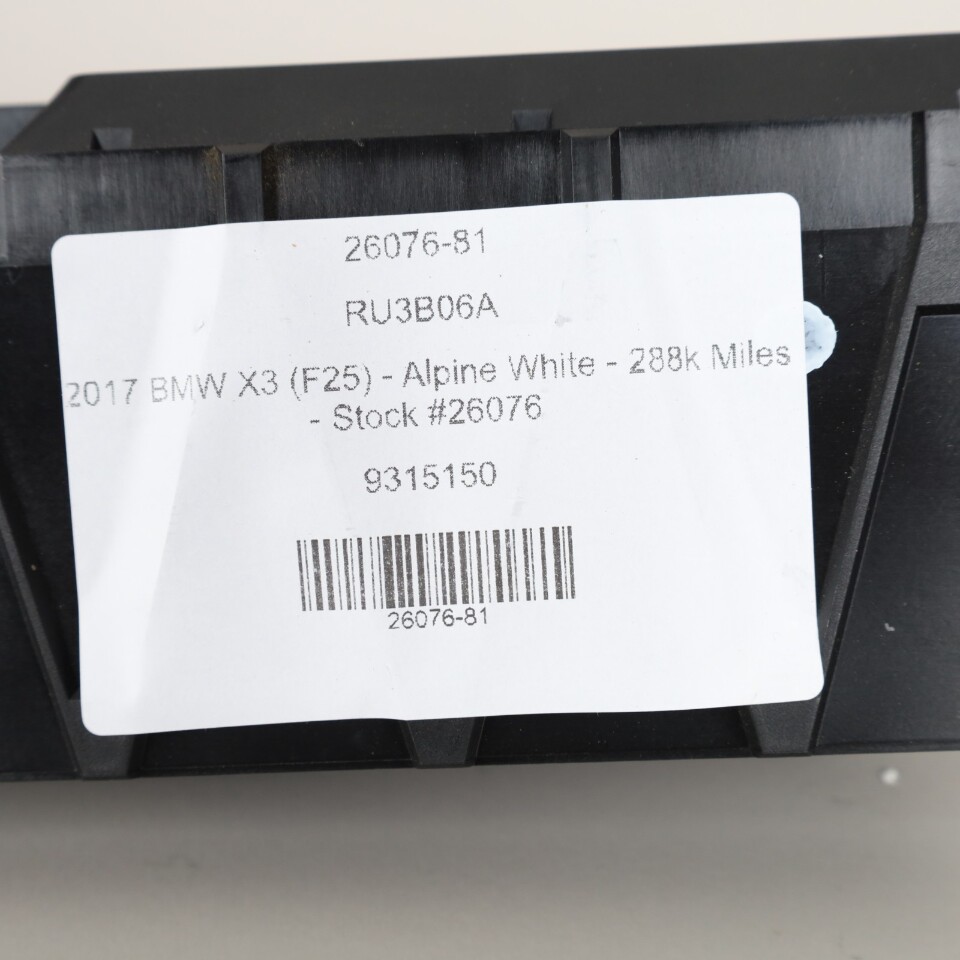 26076-81
RU3B06A
2017 BMW X3 (F25) - Alpine White - 288k Miles
- Stock #26076
9315150
26076-81